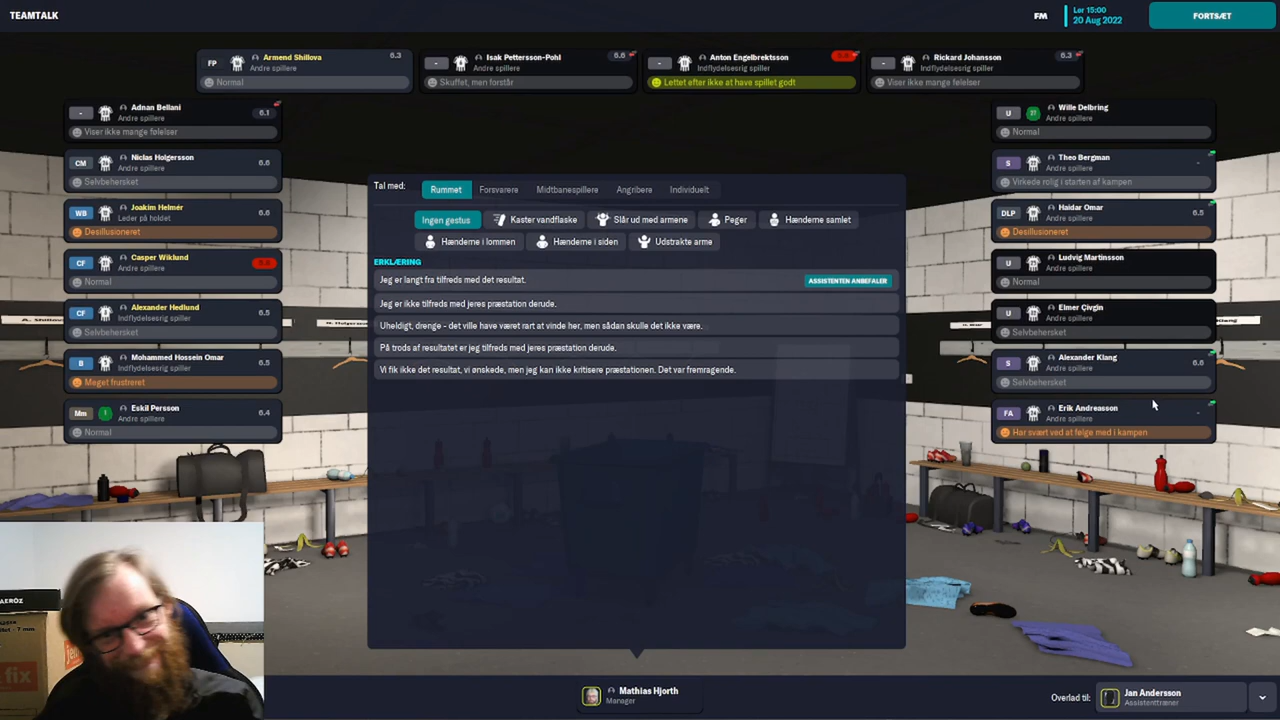 TEAMTALK
FM
Lør 15:00
20 Aug 2022
FORTSÆT
FP
Armend Shillova
Andre spillere
6.3
Normal
-
Isak Pettersson-Pohl
Andre spillere
6.6
Skuffet, men forstår
-
Anton Engelbrektsson
Indflydelsesrig spiller
Lettet efter ikke at have spillet godt
-
Rickard Johansson
Indflydelsesrig spiller
6.3
Viser ikke mange følelser
-
Adnan Bellani
Andre spillere
6.1
Viser ikke mange følelser
CM
Niclas Holgersson
Andre spillere
6.6
Selvbehersket
WB
Joakim Helmér
Leder på holdet
6.6
Desillusioneret
CF
Casper Wiklund
Andre spillere
Normal
CF
Alexander Hedlund
Indflydelsesrig spiller
6.5
Selvbehersket
B
Mohammed Hossein Omar
Indflydelsesrig spiller
6.5
Meget frustreret
Mm
Eskil Persson
Andre spillere
6.4
Normal
Tal med:
Rummet
Forsvarere
Midtbanespillere
Angribere
Individuelt
Ingen gestus
Kaster vandflaske
Slår ud med armene
Peger
Hænderne samlet
Hænderne i lommen
Hænderne i siden
Udstrakte arme
ERKLÆRING
Jeg er langt fra tilfreds med det resultat.
ASSISTENTEN ANBEFALER
Jeg er ikke tilfreds med jeres præstation derude.
Uheldigt, drenge - det ville have været rart at vinde her, men sådan skulle det ikke være.
På trods af resultatet er jeg tilfreds med jeres præstation derude.
Vi fik ikke det resultat, vi ønskede, men jeg kan ikke kritisere præstationen. Det var fremragende.
U
Wille Delbring
Andre spillere
Normal
S
Theo Bergman
Andre spillere
-
Virkede rolig i starten af kampen
DLP
Haidar Omar
Andre spillere
6.5
Desillusioneret
U
Ludvig Martinsson
Andre spillere
Normal
U
Elmer Çivgin
Andre spillere
Selvbehersket
S
Alexander Klang
Andre spillere
6.6
Selvbehersket
FA
Erik Andreasson
Andre spillere
-
Har svært ved at følge med i kampen
Mathias Hjorth
Manager
Overlad til:
Jan Andersson
Assistenttræner
fix